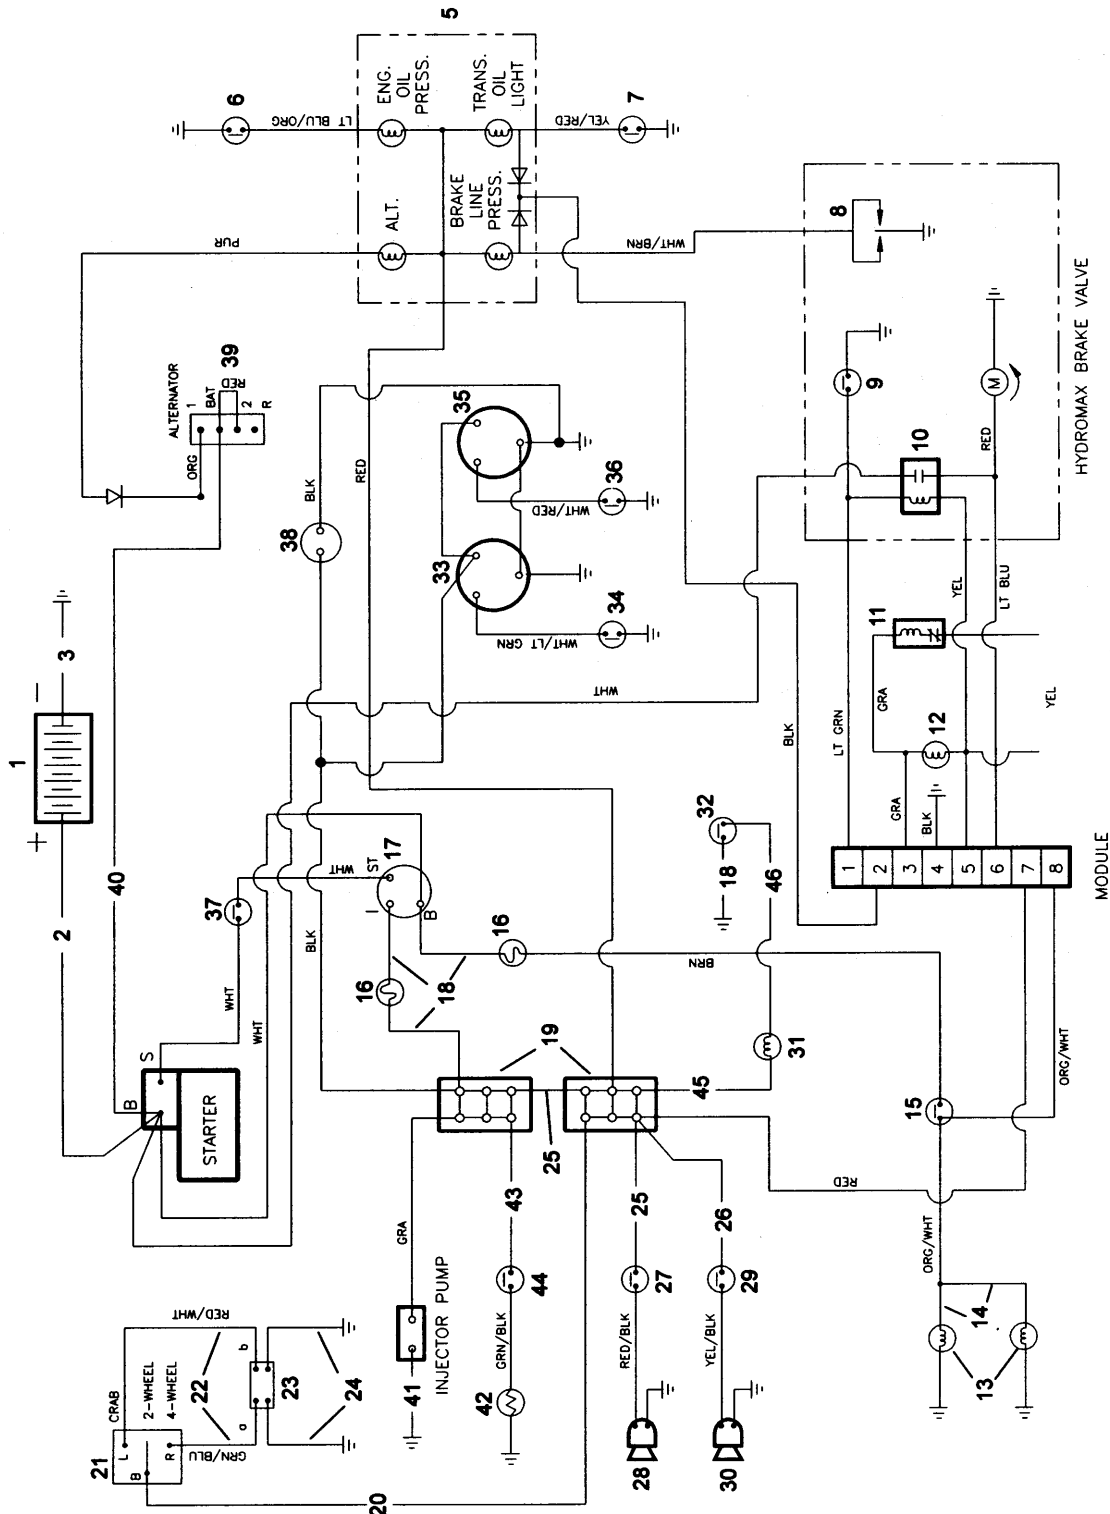 5
6
LT BLU/ORG
ENG.
OIL
PRESS.
TRANS.
OIL
LIGHT
YEL/RED
7
ALT.
BRAKE
LINE
PRESS.
PUR
WHT/BRN
8
9
M
RED
10
HYDROMAX BRAKE VALVE
ALTERNATOR
1
BAT
2
R
RED
39
ORG
BLK
RED
35
36
WHT/RED
38
33
34
WHT/LT GRN
WHT
BLK
YEL
LT BLU
11
GRA
LT GRN
12
YEL
GRA
BLK
1
+
−
3
2
40
37
WHT
ST
17
I
B
WHT
WHT
BLK
16
18
16
BRN
32
18
46
1
2
3
4
5
6
7
8
MODULE
B
S
STARTER
19
25
45
31
15
ORG/WHT
RED
ORG/WHT
GRA
43
25
26
INJECTOR PUMP
41
44
GRN/BLK
42
27
RED/BLK
28
29
YEL/BLK
30
14
13
21
CRAB
2-WHEEL
4-WHEEL
L
B
R
RED/WHT
22
b
a
23
24
GRN/BLU
20